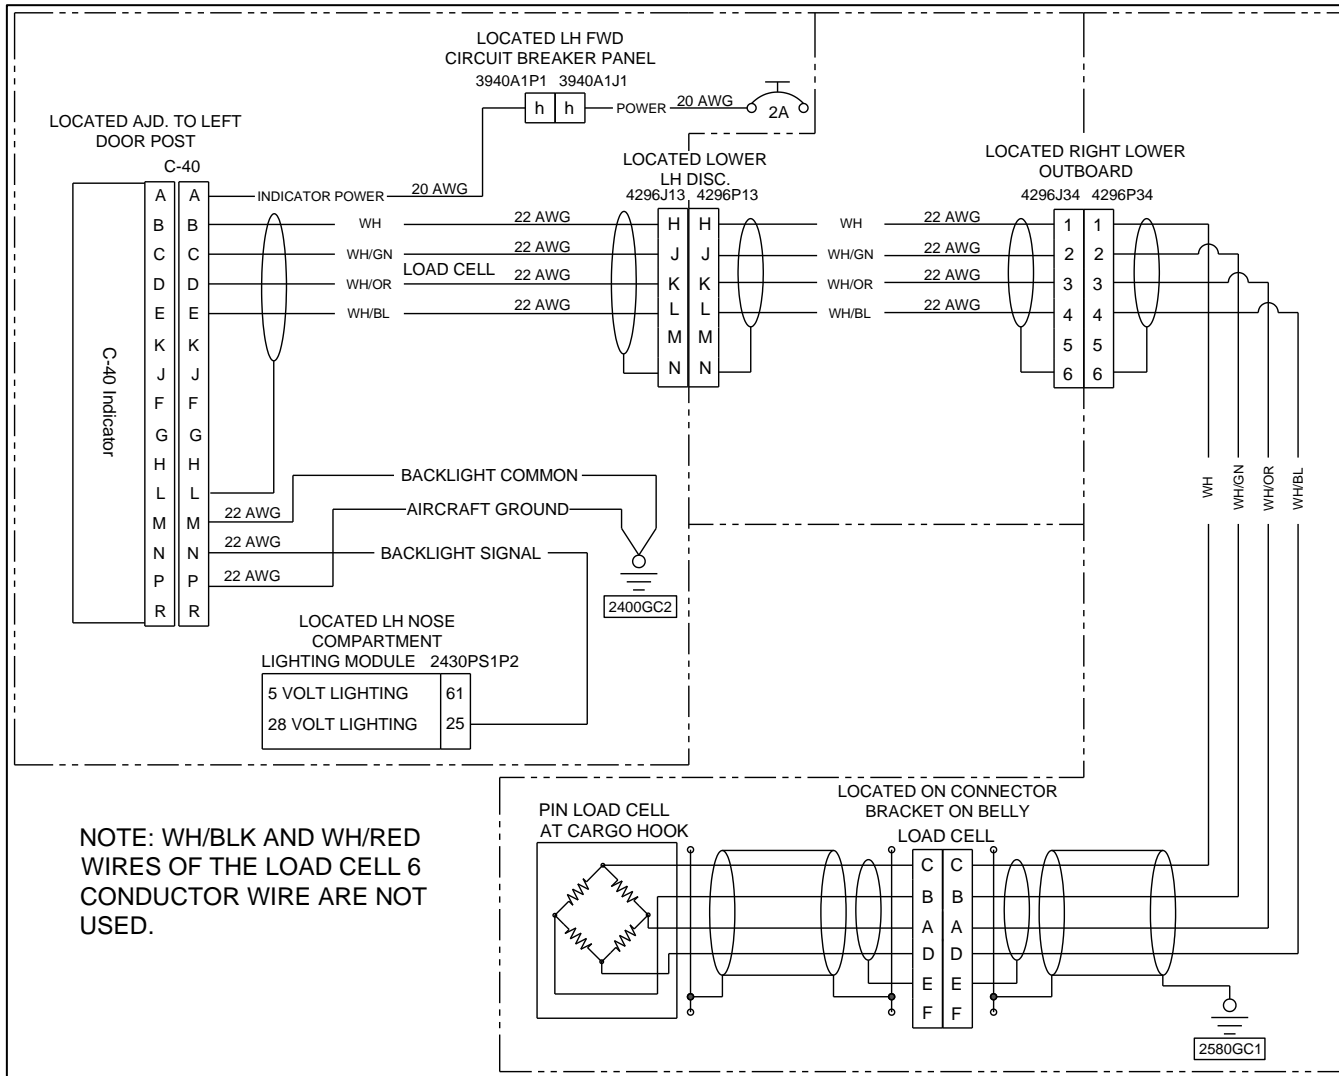 LOCATED LH FWD
CIRCUIT BREAKER PANEL
3940A1P1 3940A1J1
h h POWER 20 AWG 2A
LOCATED AJD. TO LEFT
DOOR POST
C-40
C-40 Indicator
A A INDICATOR POWER 20 AWG
B B WH 22 AWG
C C WH/GN 22 AWG
LOAD CELL
D D WH/OR 22 AWG
E E WH/BL 22 AWG
K K
J J
F F
G G
H H
L L
M M 22 AWG BACKLIGHT COMMON
N N 22 AWG BACKLIGHT SIGNAL
P P 22 AWG AIRCRAFT GROUND
R R
2400GC2
LOCATED LOWER
LH DISC.
4296J13 4296P13
H H WH 22 AWG
J J WH/GN 22 AWG
K K WH/OR 22 AWG
L L WH/BL 22 AWG
M M
N N
LOCATED RIGHT LOWER
OUTBOARD
4296J34 4296P34
1 1
2 2
3 3
4 4
5 5
6 6
WH
WH/GN
WH/OR
WH/BL
LOCATED LH NOSE
COMPARTMENT
LIGHTING MODULE 2430PS1P2
5 VOLT LIGHTING 61
28 VOLT LIGHTING 25
NOTE: WH/BLK AND WH/RED
WIRES OF THE LOAD CELL 6
CONDUCTOR WIRE ARE NOT
USED.
PIN LOAD CELL
AT CARGO HOOK
LOCATED ON CONNECTOR
BRACKET ON BELLY
LOAD CELL
C C
B B
A A
D D
E E
F F
2580GC1